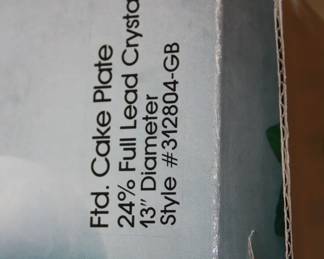 Ftd. Cake Plate
24% Full Lead Crysta
13" Diameter
Style #312804-GB